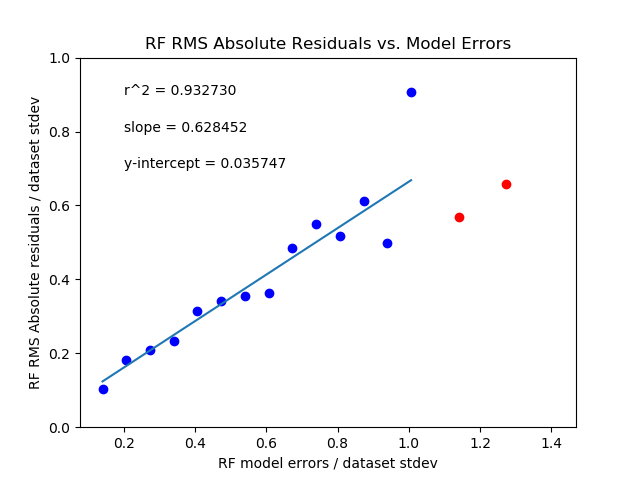 RF RMS Absolute Residuals vs. Model Errors
r^2 = 0.932730
slope = 0.628452
y-intercept = 0.035747
RF RMS Absolute residuals / dataset stdev
1.0
0.8
0.6
0.4
0.2
0.0
0.2 0.4 0.6 0.8 1.0 1.2 1.4
RF model errors / dataset stdev